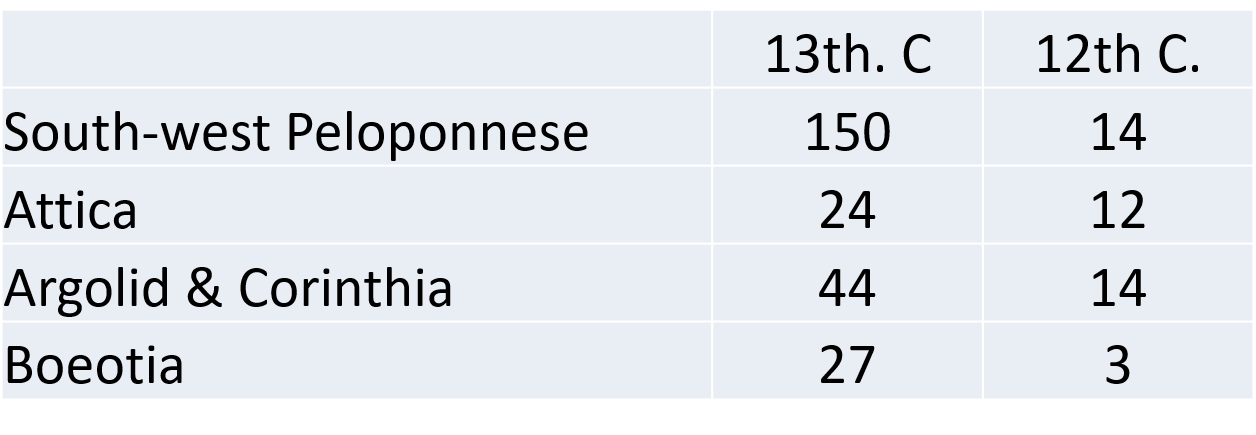 13th. C 12th C.
South-west Peloponnese 150 14
Attica 24 12
Argolid & Corinthia 44 14
Boeotia 27 3